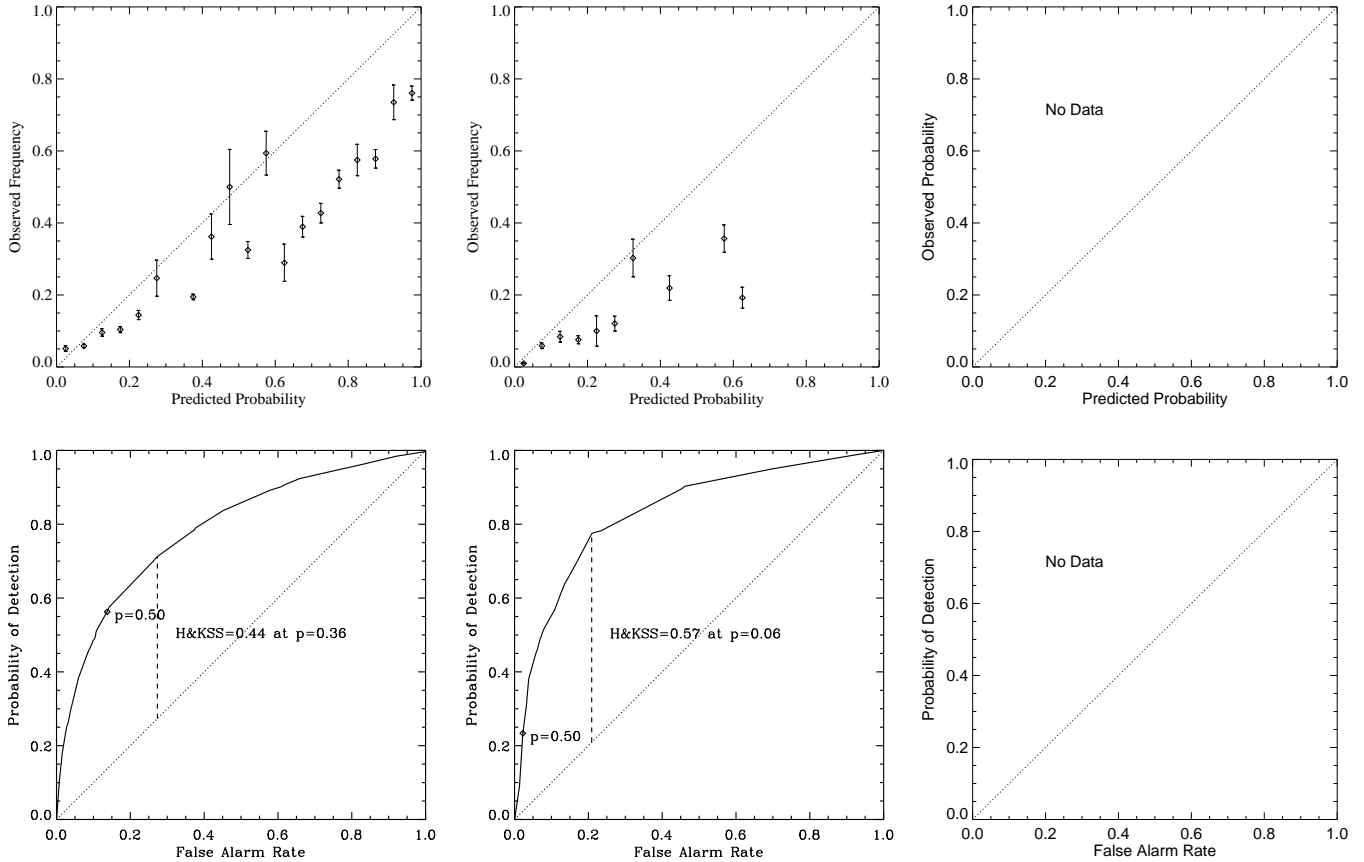 1.0
0.8
0.6
0.4
0.2
0.0
Observed Frequency
0.0 0.2 0.4 0.6 0.8 1.0
Predicted Probability
1.0
0.8
0.6
0.4
0.2
0.0
Observed Frequency
0.0 0.2 0.4 0.6 0.8 1.0
Predicted Probability
1.0
0.8
0.6
0.4
0.2
0.0
Observed Probability
No Data
0.0 0.2 0.4 0.6 0.8 1.0
Predicted Probability
1.0
0.8
0.6
0.4
0.2
0.0
Probability of Detection
p=0.50
H&KSS=0.44 at p=0.36
0.0 0.2 0.4 0.6 0.8 1.0
False Alarm Rate
1.0
0.8
0.6
0.4
0.2
0.0
Probability of Detection
H&KSS=0.57 at p=0.06
p=0.50
0.0 0.2 0.4 0.6 0.8 1.0
False Alarm Rate
1.0
0.8
0.6
0.4
0.2
0.0
Probability of Detection
No Data
0.0 0.2 0.4 0.6 0.8 1.0
False Alarm Rate